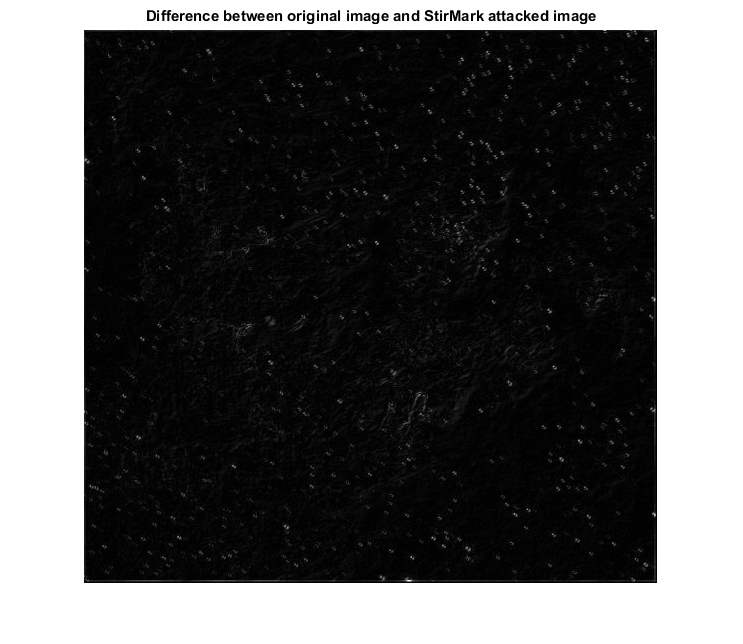 Difference between original image and StirMark attacked image